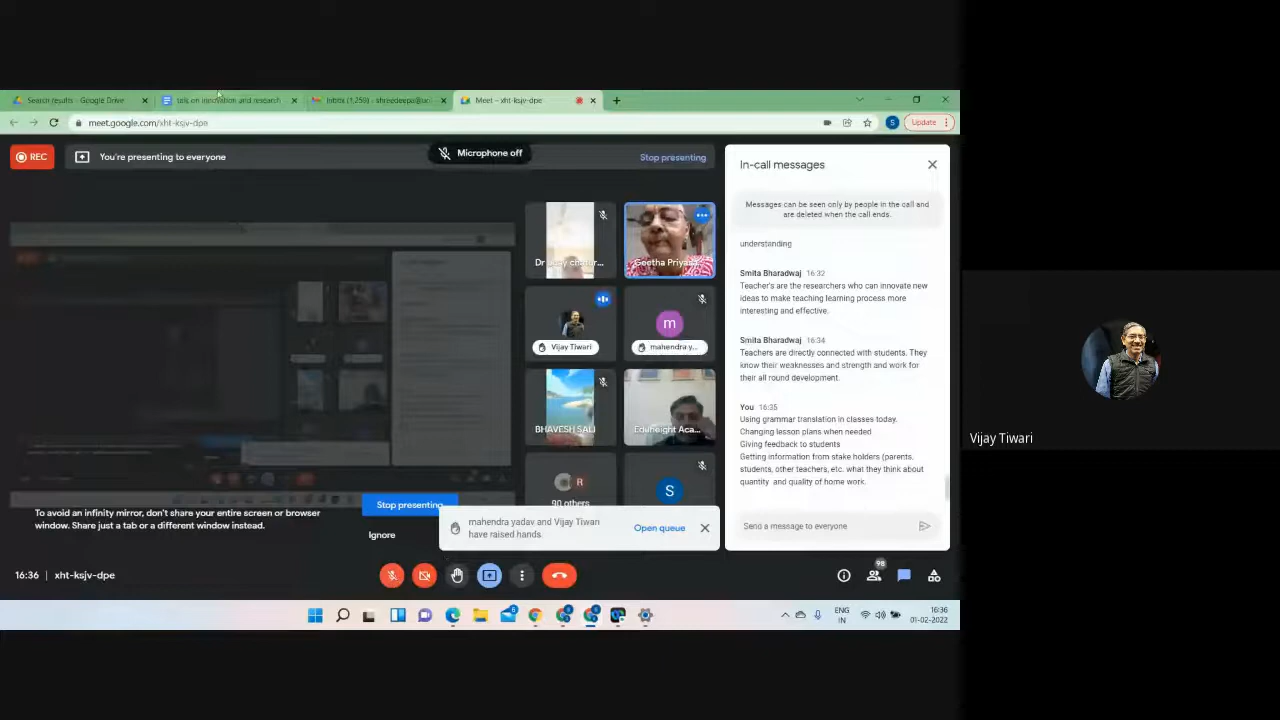 Search results - Google Drive
talk on innovation and research
Meet – xht-ksjv-dpe
meet.google.com/xht-ksjv-dpe
Update
REC
You're presenting to everyone
Microphone off
Stop presenting
In-call messages
Messages can be seen only by people in the call and
are deleted when the call ends.
understanding
Smita Bharadwaj 16:32
Teacher's are the researchers who can innovate new
ideas to make teaching learning process more
interesting and effective.
Smita Bharadwaj 16:34
Teachers are directly connected with students. They
know their weaknesses and strength and work for
their all round development.
You 16:35
Using grammar translation in classes today.
Changing lesson plans when needed
Giving feedback to students
Getting information from stake holders (parents,
students, other teachers, etc. what they think about
quantity and quality of home work.
Send a message to everyone
Geetha Priya...
Vijay Tiwari
m
mahendra y...
BHAVESH SALI
Eduheight Aca...
R
90 others
S
To avoid an infinity mirror, don't share your entire screen or browser
window. Share just a tab or a different window instead.
Stop presenting
Ignore
mahendra yadav and Vijay Tiwari
have raised hands.
Open queue
16:36 | xht-ksjv-dpe
98
ENG
IN
16:36
01-02-2022
Vijay Tiwari